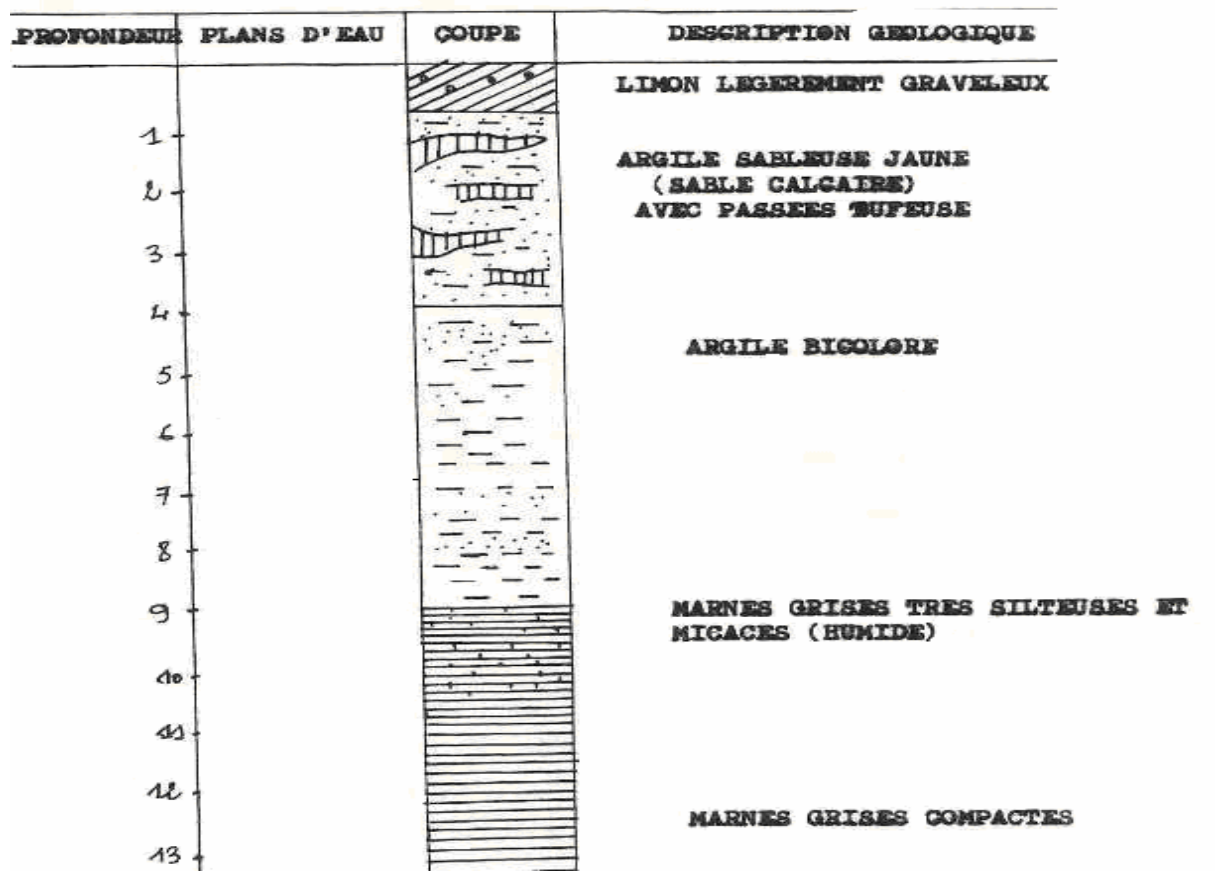 PROFONDEUR PLANS D'EAU COUPE DESCRIPTION GEOLOGIQUE
LIMON LEGEREMENT GRAVELEUX
1
ARGILE SABLEUSE JAUNE
(SABLE CALCAIRE)
2
AVEC PASSEES TUFEUSE
3
4
ARGILE BICOLORE
5
6
7
8
9
MARNES GRISES TRES SILTEUSES ET
MICACES (HUMIDE)
10
11
12
MARNES GRISES COMPACTES
13